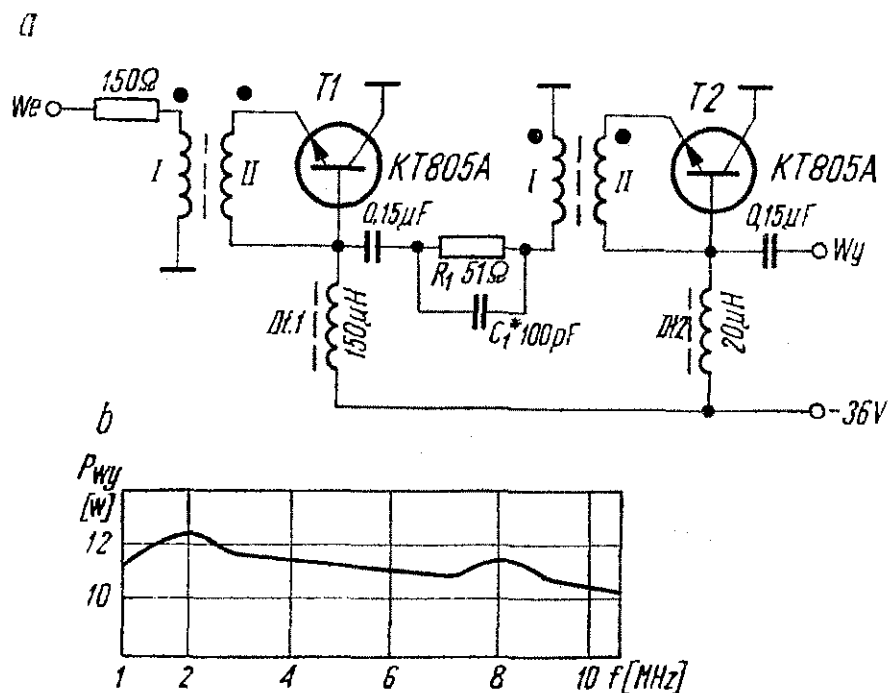 a
150Ω
We
I
II
T1
KT805A
0,15µF
R1 51Ω
C1* 100pF
Dł.1
150µH
I
II
T2
KT805A
0,15µF
Wy
Dł2
20µH
-36V
b
Pwy
[W]
12
10
1 2 4 6 8 10 f[MHz]